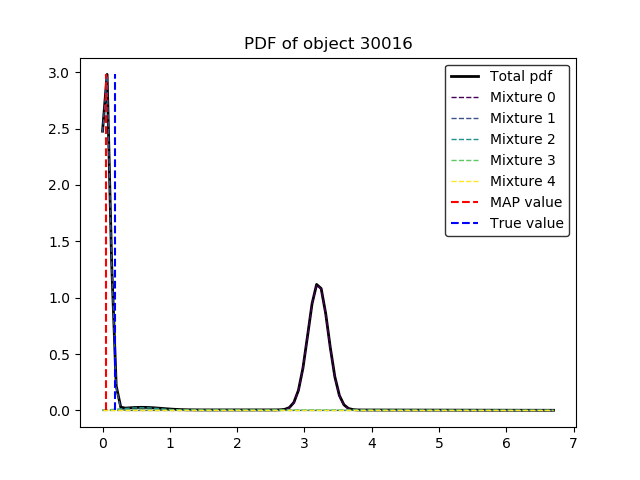 PDF of object 30016
Total pdf
Mixture 0
Mixture 1
Mixture 2
Mixture 3
Mixture 4
MAP value
True value
3.0
2.5
2.0
1.5
1.0
0.5
0.0
0 1 2 3 4 5 6 7